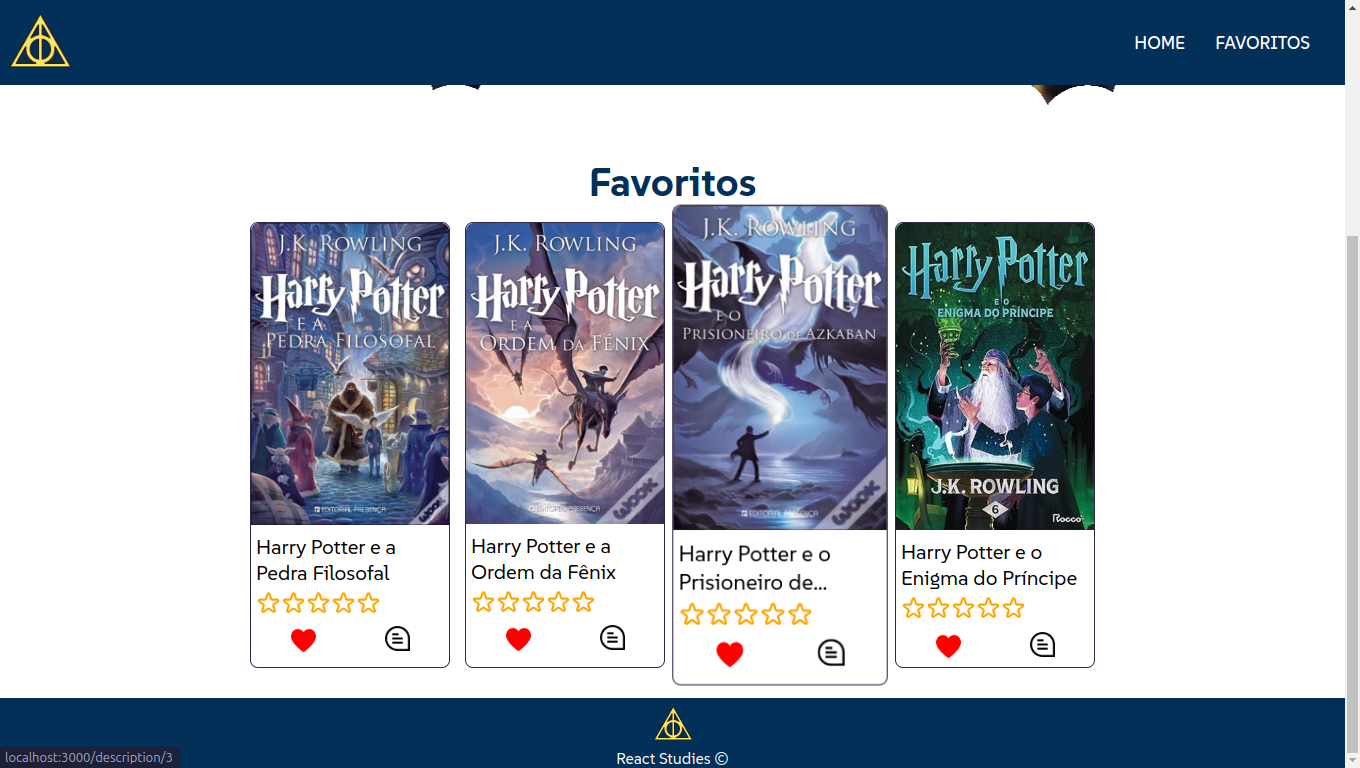 HOME FAVORITOS
Favoritos
J.K. ROWLING
Harry Potter
E A
PEDRA FILOSOFAL
EDITORIAL PRESENÇA
WOOK
Harry Potter e a
Pedra Filosofal
J.K. ROWLING
Harry Potter
E A
ORDEM DA FÉNIX
EDITORIAL PRESENÇA
WOOK
Harry Potter e a
Ordem da Fênix
J.K. ROWLING
Harry Potter
E O
PRISIONEIRO DE AZKABAN
EDITORIAL PRESENÇA
WOOK
Harry Potter e o
Prisioneiro de...
Harry Potter
E O
ENIGMA DO PRÍNCIPE
J.K. ROWLING
6
Rocco
Harry Potter e o
Enigma do Príncipe
React Studies ©
localhost:3000/description/3